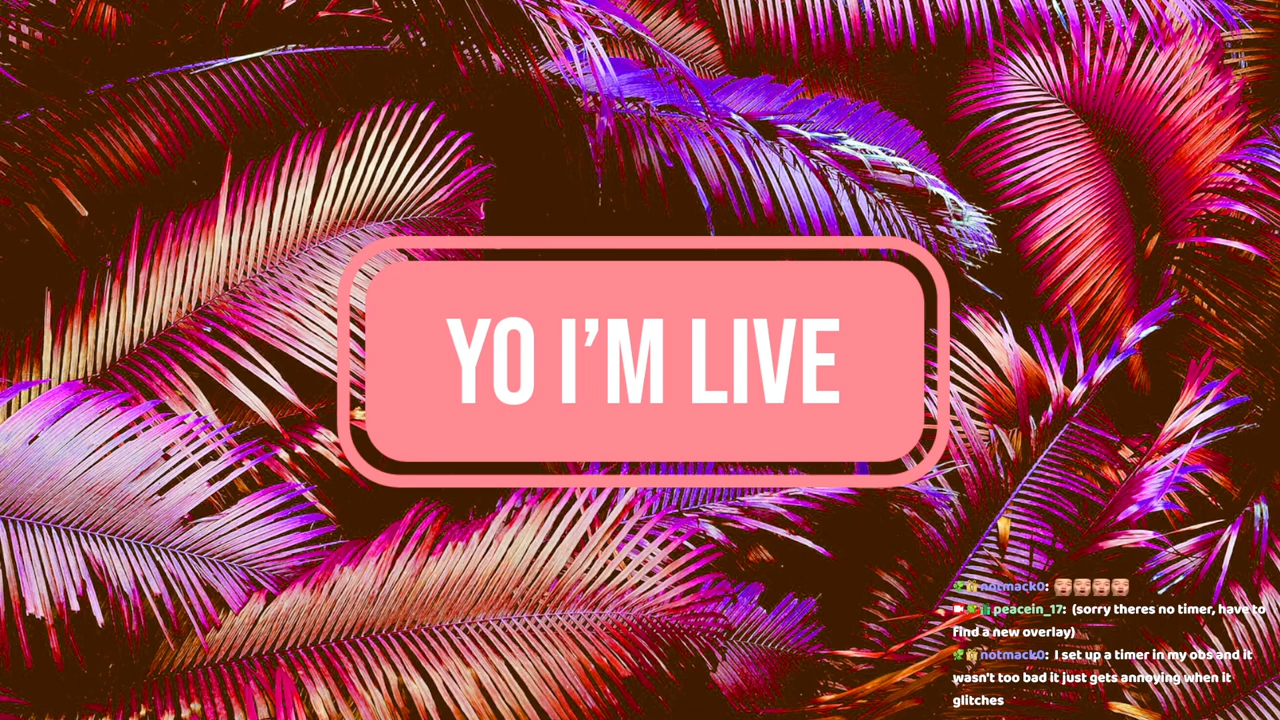 YO I’M LIVE
notmack0:
peacein_17: (sorry theres no timer, have to
find a new overlay)
notmack0: I set up a timer in my obs and it
wasn't too bad it just gets annoying when it
glitches